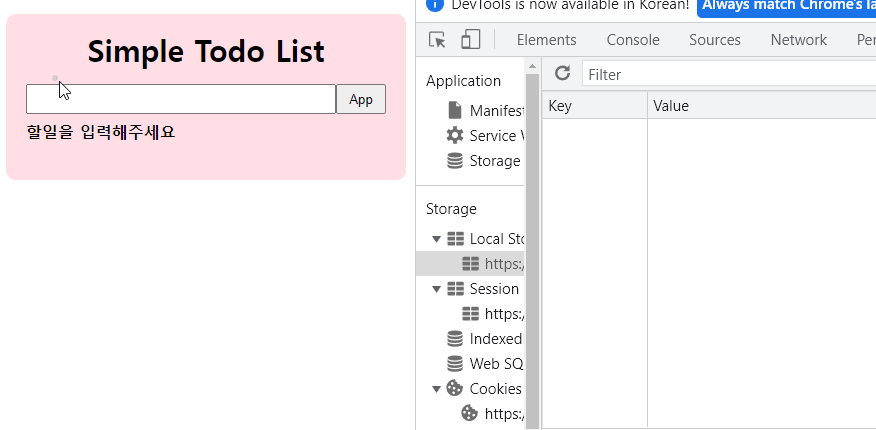 Simple Todo List
App
할일을 입력해주세요
DevTools is now available in Korean! Always match Chrome's la
Elements Console Sources Network Per
Application
Manifest
Service W
Storage
Storage
Local Sto
https:/
Session
https:/
Indexed
Web SQ
Cookies
https:/
Filter
Key Value